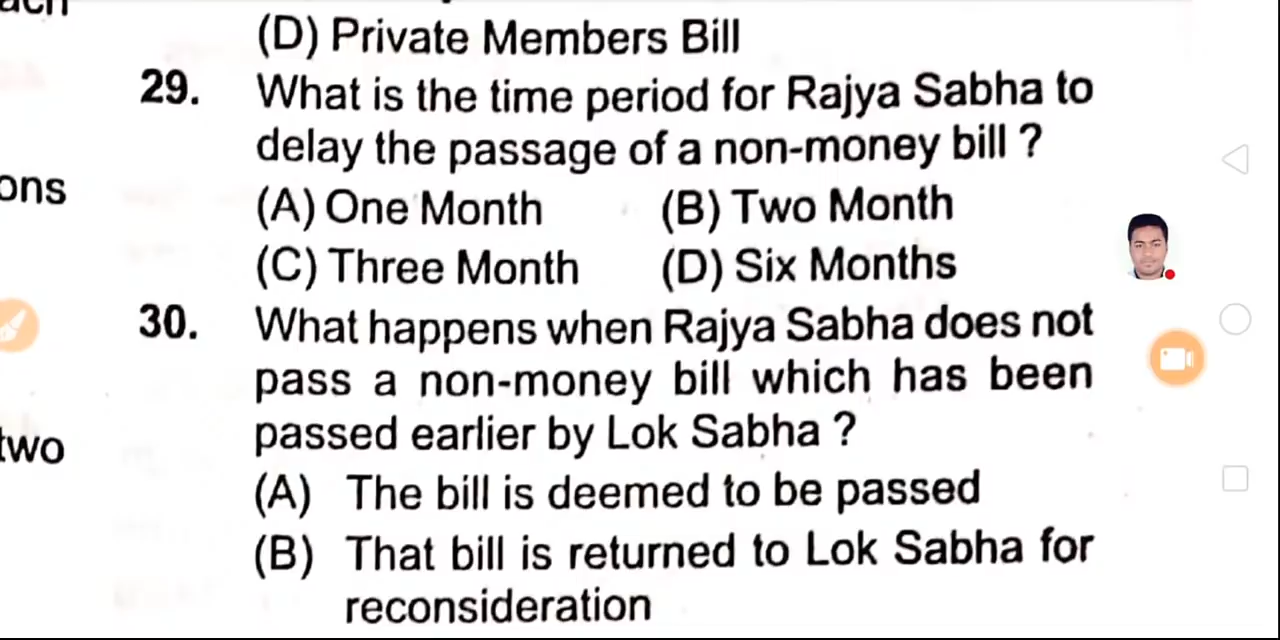 (D) Private Members Bill
29. What is the time period for Rajya Sabha to
delay the passage of a non-money bill ?
ons
(A) One Month (B) Two Month
(C) Three Month (D) Six Months
30. What happens when Rajya Sabha does not
pass a non-money bill which has been
passed earlier by Lok Sabha ?
two
(A) The bill is deemed to be passed
(B) That bill is returned to Lok Sabha for
reconsideration